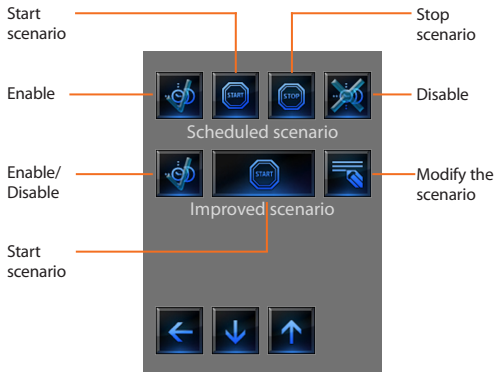 Start
scenario
Stop
scenario
Enable
START
STOP
Disable
Scheduled scenario
Enable/
Disable
START
Modify the
scenario
Improved scenario
Start
scenario